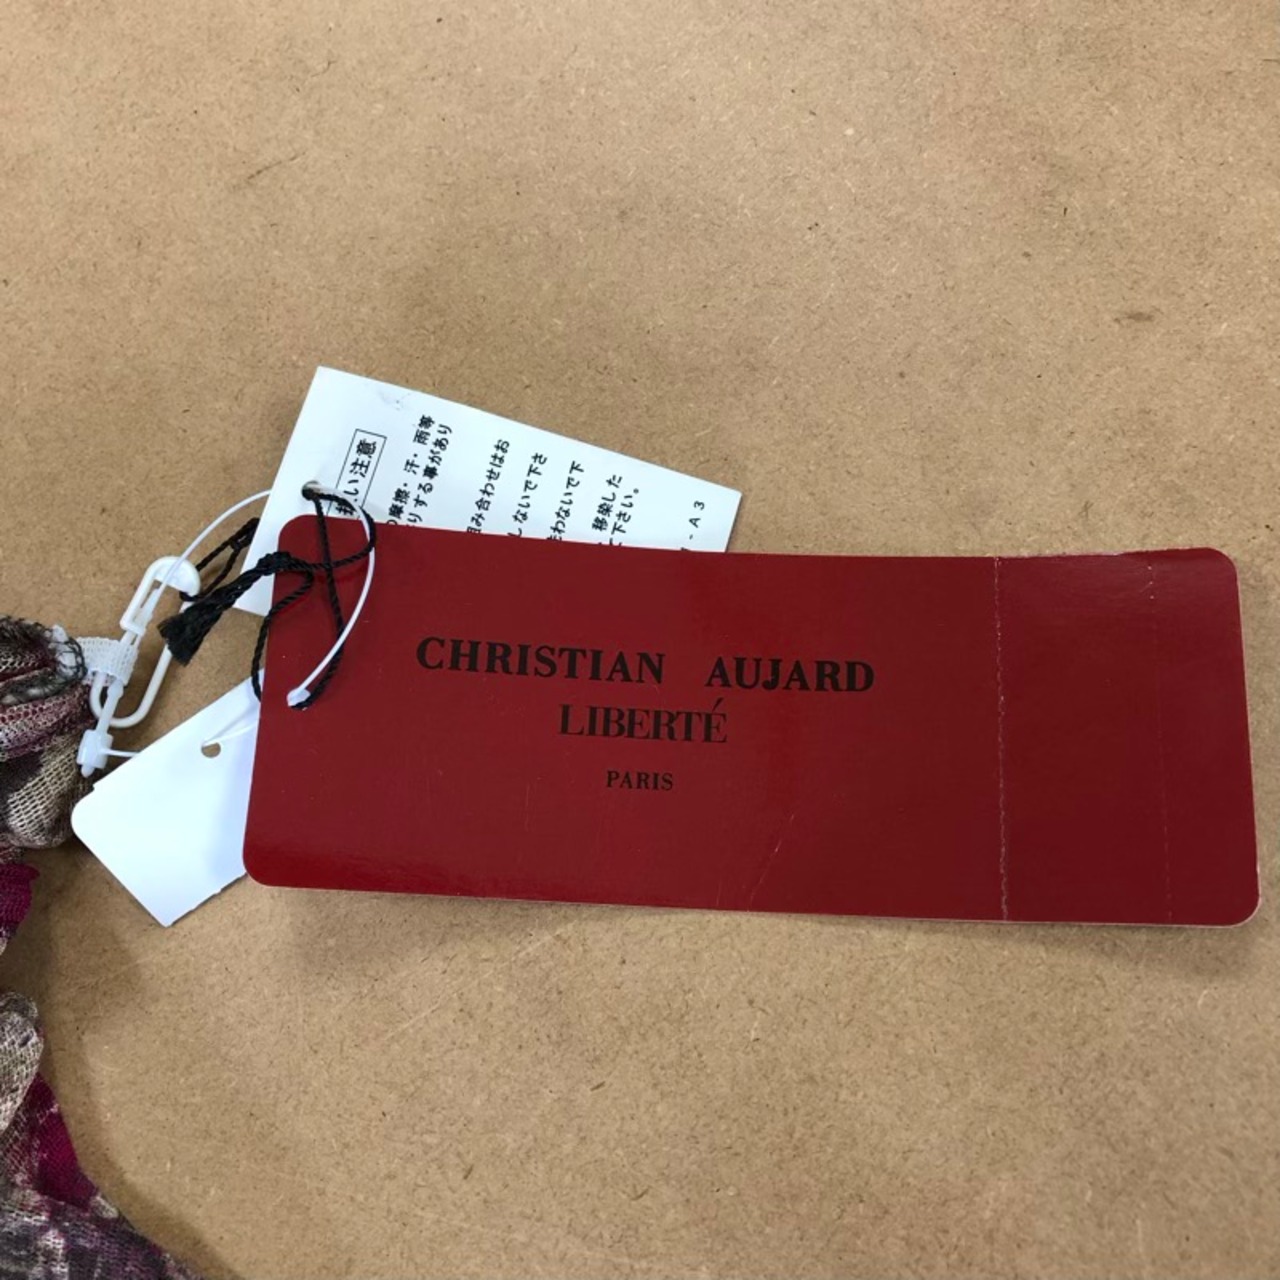 CHRISTIAN AUJARD
LIBERTÉ
PARIS
い注意
摩擦・汗・雨等
りする事があり
み合わせはお
しないで下さ
わないで下
移染した
下さい。
-A3